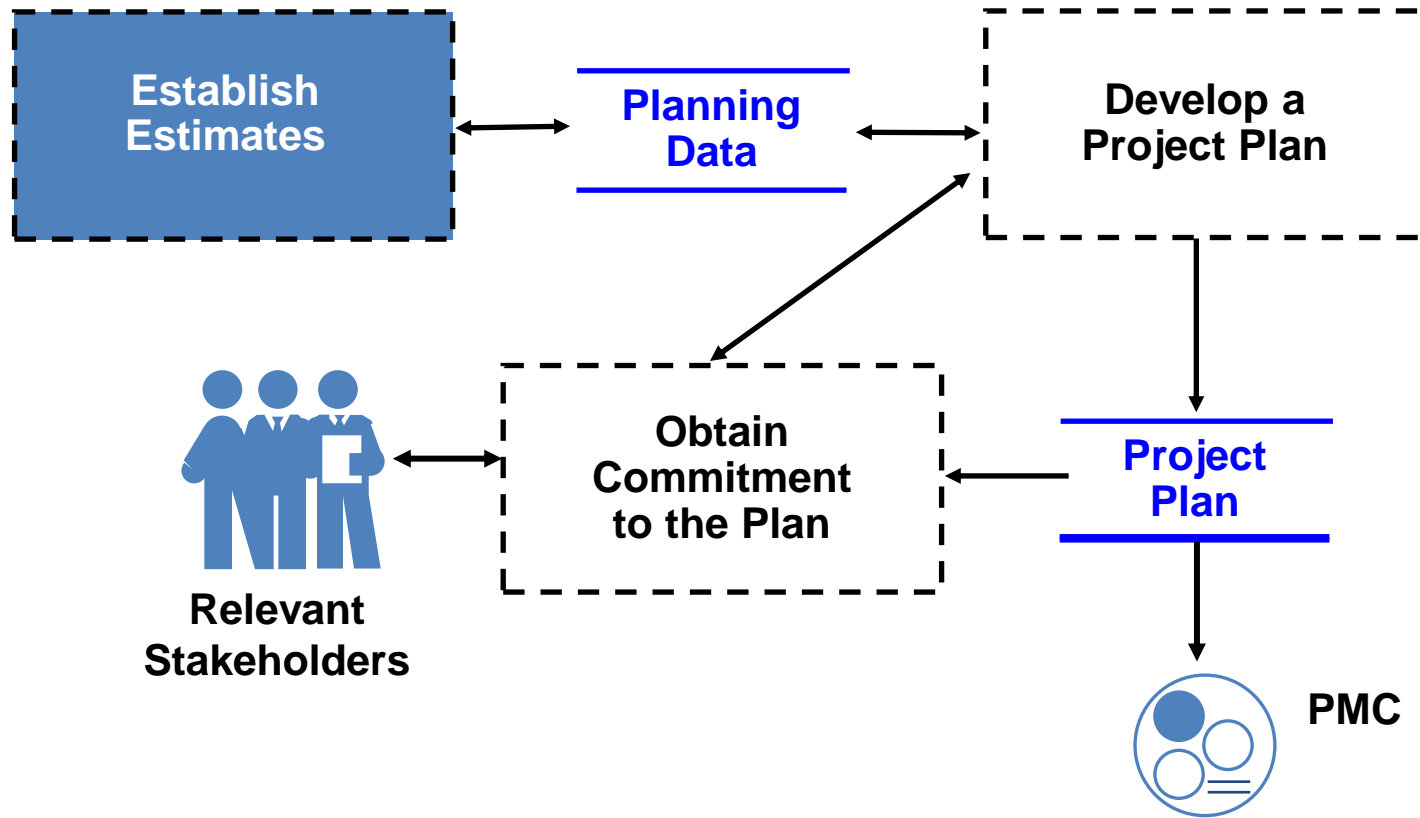 Establish
Estimates
Planning
Data
Develop a
Project Plan
Obtain
Commitment
to the Plan
Project
Plan
Relevant
Stakeholders
PMC